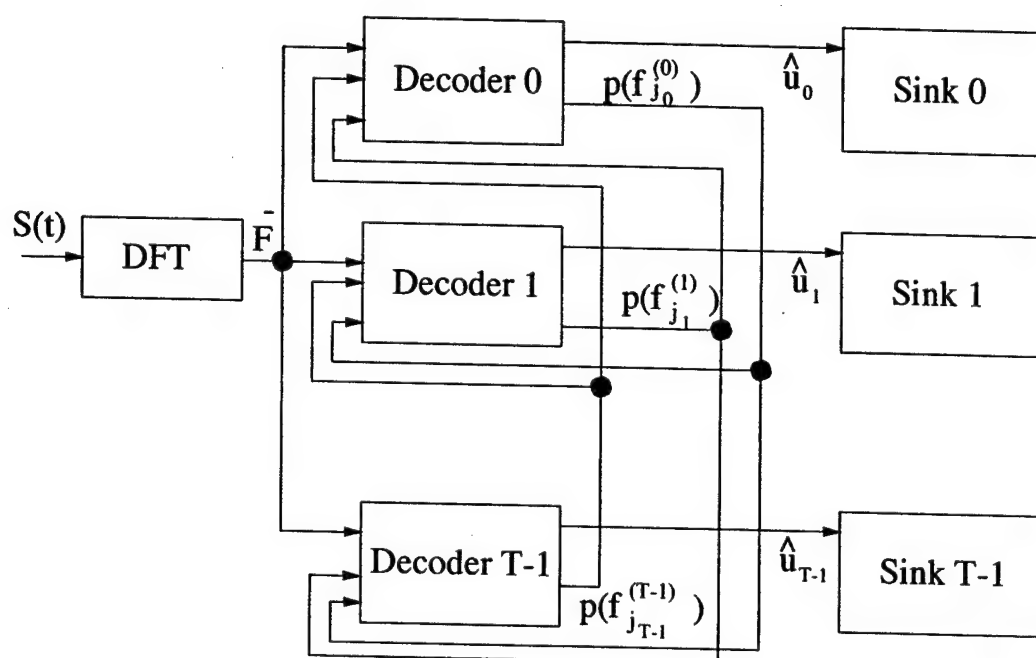 Decoder 0
p(f_{j_0}^{(0)})
û_0
Sink 0
S(t)
DFT
F̄
Decoder 1
p(f_{j_1}^{(1)})
û_1
Sink 1
Decoder T-1
p(f_{j_{T-1}}^{(T-1)})
û_{T-1}
Sink T-1